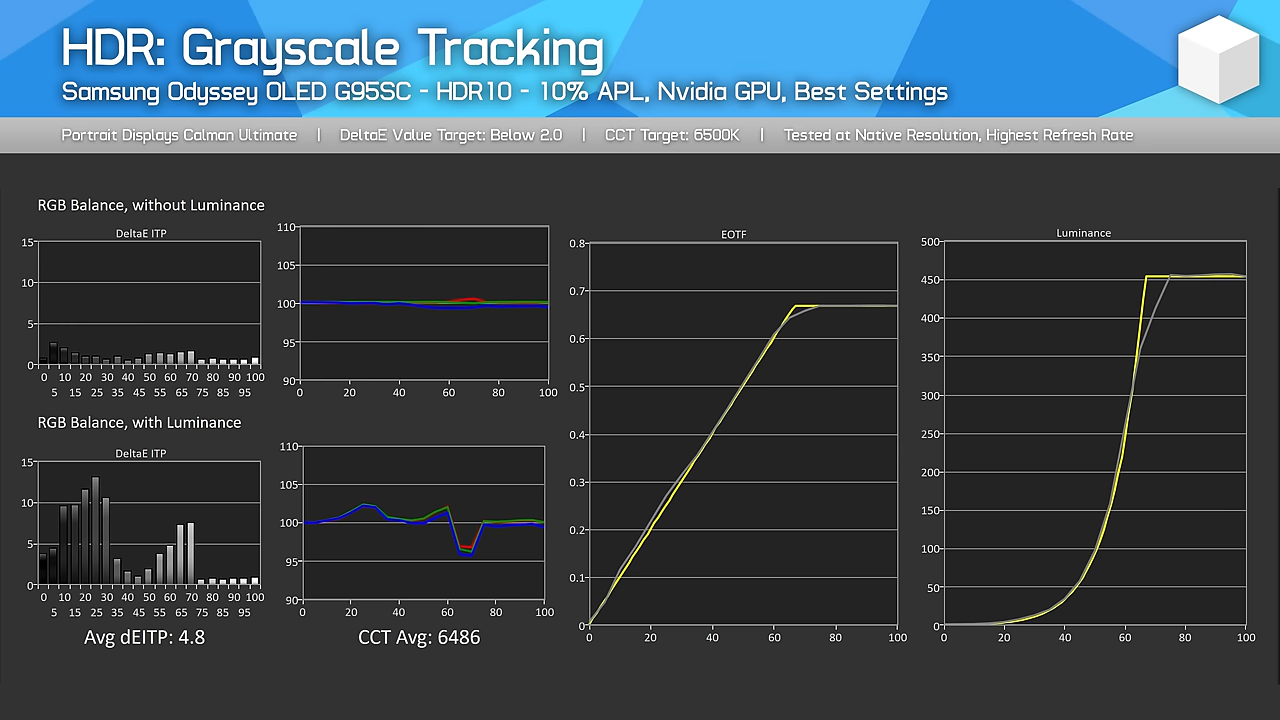 HDR: Grayscale Tracking
Samsung Odyssey OLED G95SC - HDR10 - 10% APL, Nvidia GPU, Best Settings
Portrait Displays Calman Ultimate | DeltaE Value Target: Below 2.0 | CCT Target: 6500K | Tested at Native Resolution, Highest Refresh Rate
RGB Balance, without Luminance
DeltaE ITP
15
10
5
0
0 10 20 25 30 40 50 60 70 80 90 100
5 15 25 35 45 55 65 75 85 95
110
105
100
95
90
0 20 40 60 80 100
RGB Balance, with Luminance
DeltaE ITP
15
10
5
0
0 10 20 30 40 50 60 70 80 90 100
5 15 25 35 45 55 65 75 85 95
Avg dEITP: 4.8
110
105
100
95
90
0 20 40 60 80 100
CCT Avg: 6486
EOTF
0.8
0.7
0.6
0.5
0.4
0.3
0.2
0.1
0
0 20 40 60 80 100
Luminance
500
450
400
350
300
250
200
150
100
50
0
0 20 40 60 80 100